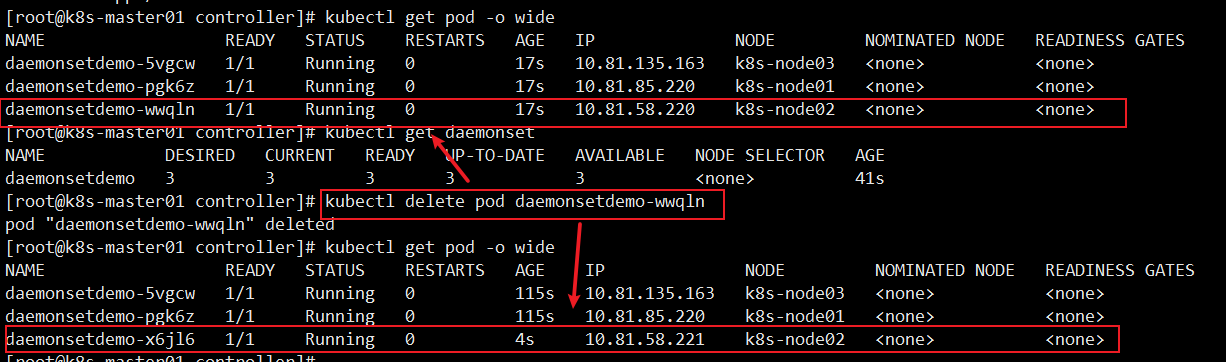 [root@k8s-master01 controller]# kubectl get pod -o wide
NAME READY STATUS RESTARTS AGE IP NODE NOMINATED NODE READINESS GATES
daemonsetdemo-5vgcw 1/1 Running 0 17s 10.81.135.163 k8s-node03 <none> <none>
daemonsetdemo-pgk6z 1/1 Running 0 17s 10.81.85.220 k8s-node01 <none> <none>
daemonsetdemo-wwqln 1/1 Running 0 17s 10.81.58.220 k8s-node02 <none> <none>
[root@k8s-master01 controller]# kubectl get daemonset
NAME DESIRED CURRENT READY UP-TO-DATE AVAILABLE NODE SELECTOR AGE
daemonsetdemo 3 3 3 3 3 <none> 41s
[root@k8s-master01 controller]# kubectl delete pod daemonsetdemo-wwqln
pod "daemonsetdemo-wwqln" deleted
[root@k8s-master01 controller]# kubectl get pod -o wide
NAME READY STATUS RESTARTS AGE IP NODE NOMINATED NODE READINESS GATES
daemonsetdemo-5vgcw 1/1 Running 0 115s 10.81.135.163 k8s-node03 <none> <none>
daemonsetdemo-pgk6z 1/1 Running 0 115s 10.81.85.220 k8s-node01 <none> <none>
daemonsetdemo-x6jl6 1/1 Running 0 4s 10.81.58.221 k8s-node02 <none> <none>